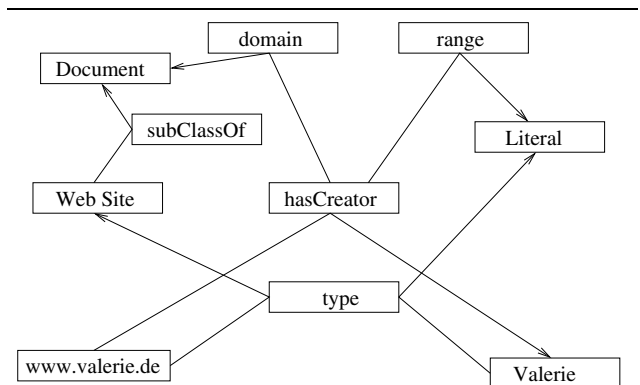 domain
range
Document
subClassOf
Literal
Web Site
hasCreator
type
www.valerie.de
Valerie